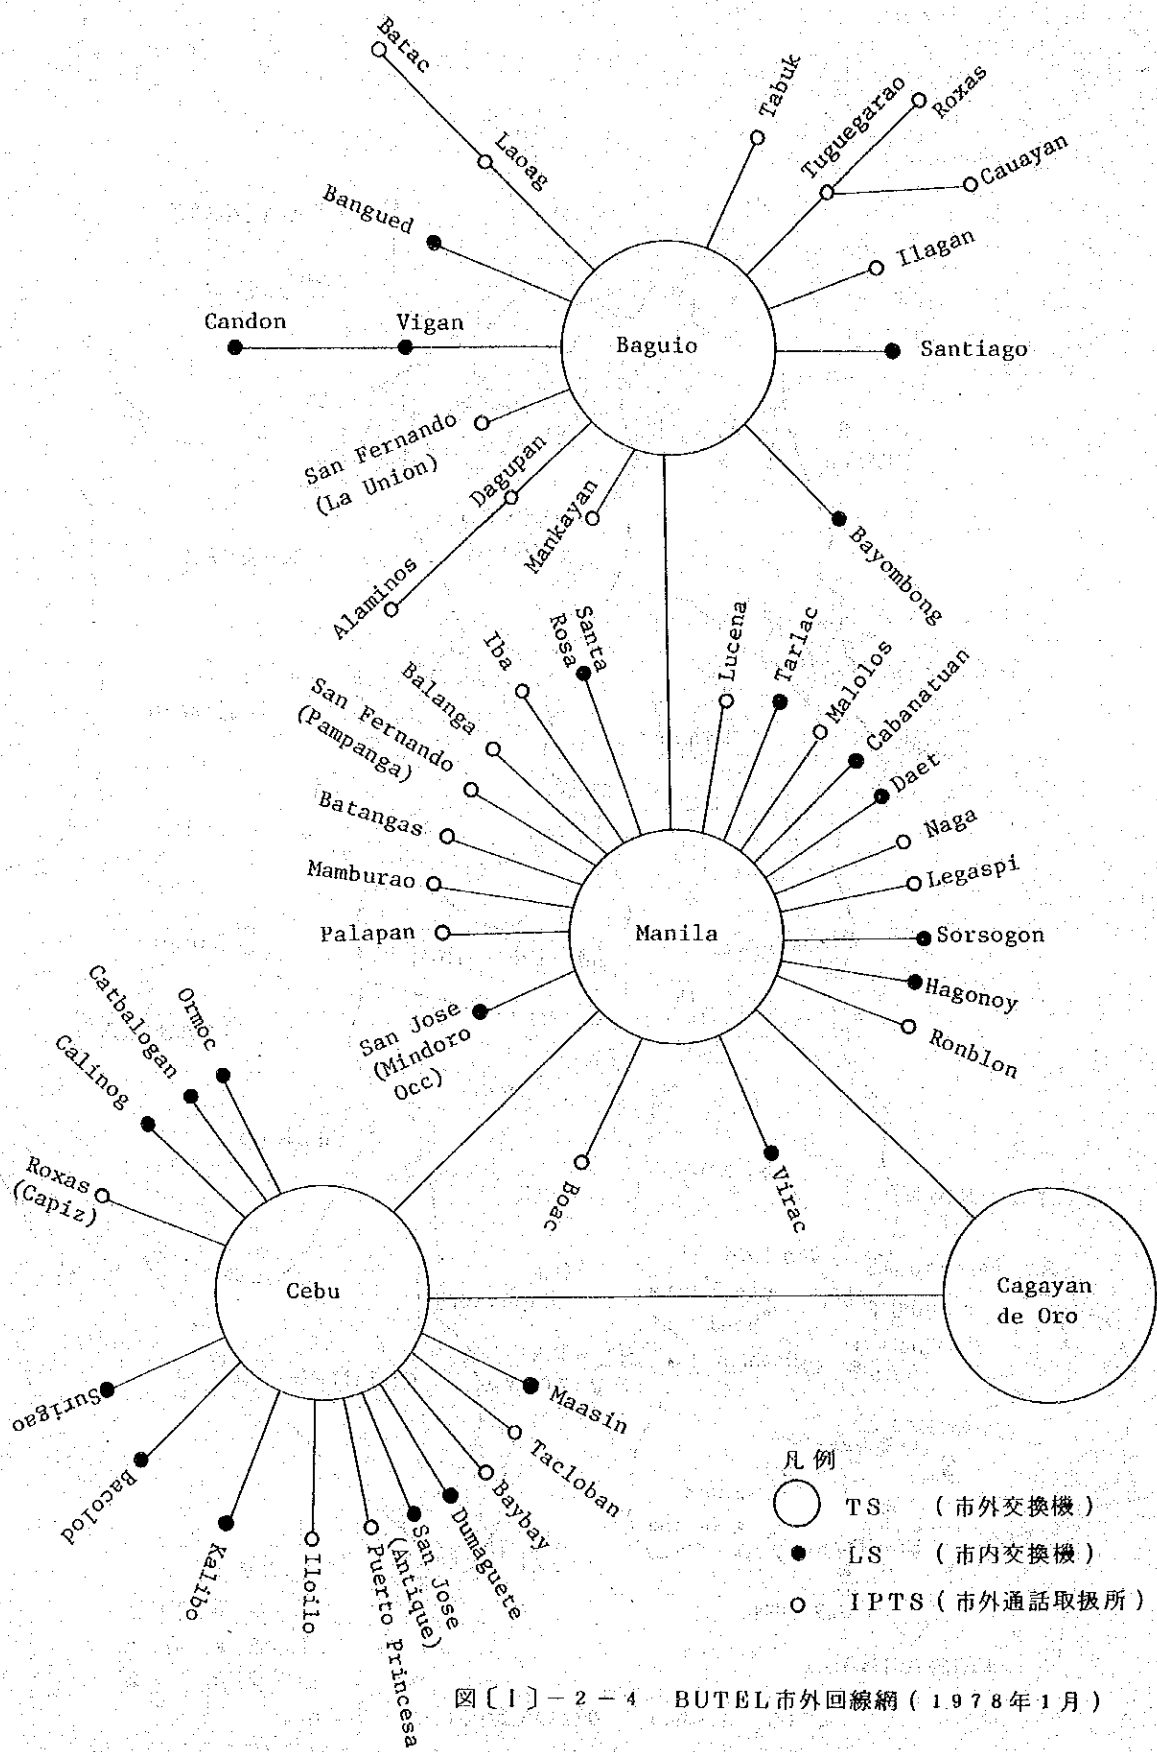 Batac
Laoag
Tabuk
Tuguegarao
Roxas
Cauayan
Bangued
Ilagan
Candon
Vigan
Baguio
Santiago
San Fernando
(La Union)
Dagupan
Mankayan
Alaminos
Bayombong
Iba
Santa
Rosa
Lucena
Tarlac
Malolos
Cabanatuan
Balanga
San Fernando
(Pampanga)
Daet
Batangas
Naga
Mamburao
Legaspi
Palapan
Manila
Sorsogon
San Jose
(Mindoro
Occ)
Hagonoy
Ronblon
Ormoc
Catbalogan
Calinog
Roxas
(Capiz)
Boac
Virac
Cebu
Cagayan
de Oro
Surigao
Bacolod
Kalibo
Iloilo
Puerto Princesa
San Jose
(Antique)
Dumaguete
Baybay
Tacloban
Maasin
凡例
TS （市外交換機）
LS （市内交換機）
IPTS（市外通話取扱所）
図〔I〕－2－4 BUTEL市外回線網（1978年1月）